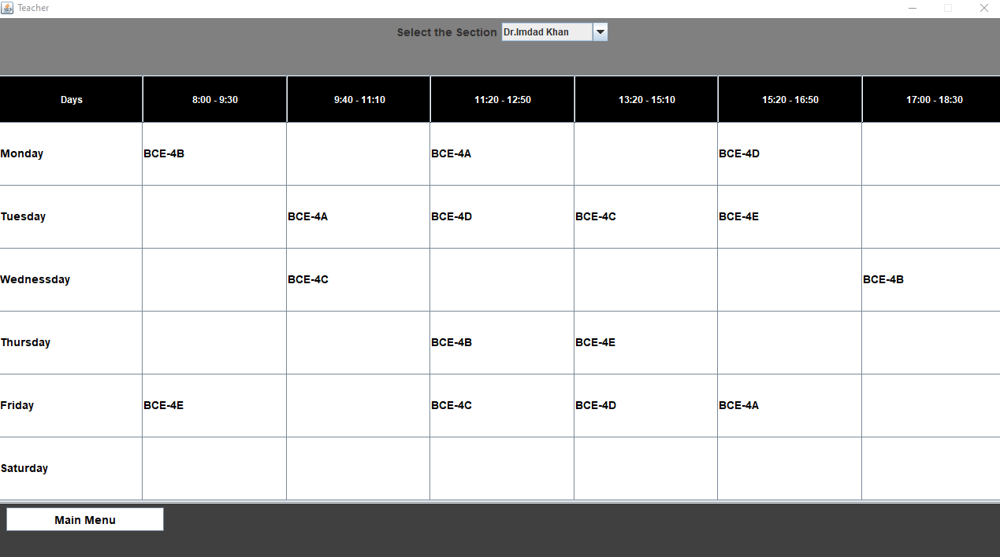 Teacher
Select the Section Dr.Imdad Khan
Days 8:00 - 9:30 9:40 - 11:10 11:20 - 12:50 13:20 - 15:10 15:20 - 16:50 17:00 - 18:30
Monday BCE-4B BCE-4A BCE-4D
Tuesday BCE-4A BCE-4D BCE-4C BCE-4E
Wednessday BCE-4C BCE-4B
Thursday BCE-4B BCE-4E
Friday BCE-4E BCE-4C BCE-4D BCE-4A
Saturday
Main Menu